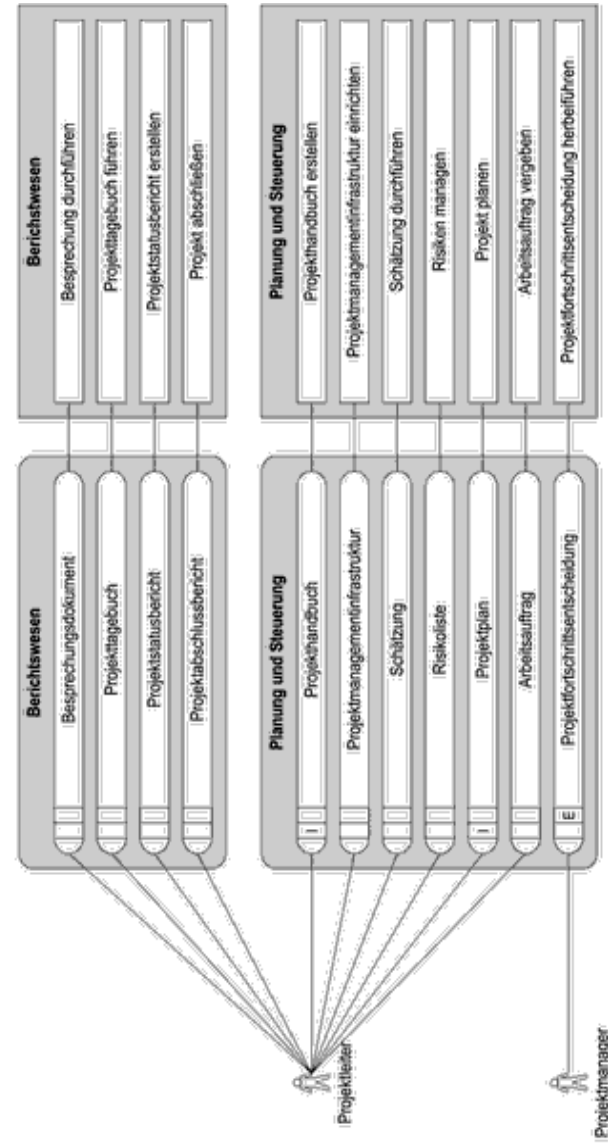 Projektleiter
Projektmanager
Berichtswesen
Besprechungsdokument
Projekttagebuch
Projektstatusbericht
Projektabschlussbericht
Planung und Steuerung
I Projekthandbuch
Projektmanagementinfrastruktur
Schätzung
Risikoliste
I Projektplan
Arbeitsauftrag
E Projektfortschrittsentscheidung
Berichstwesen
Besprechung durchführen
Projekttagebuch führen
Projektstatusbericht erstellen
Projekt abschließen
Planung und Steuerung
Projekthandbuch erstellen
Projektmanagementinfrastruktur einrichten
Schätzung durchführen
Risiken managen
Projekt planen
Arbeitsauftrag vergeben
Projektfortschrittsentscheidung herbeiführen